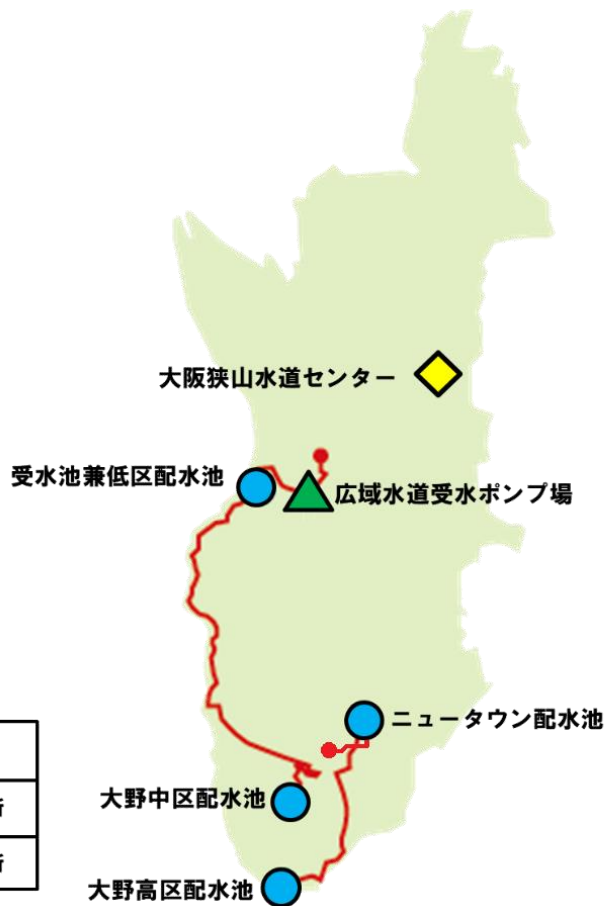 大阪狭山水道センター
受水池兼低区配水池
広域水道受水ポンプ場
ニュータウン配水池
大野中区配水池
大野高区配水池